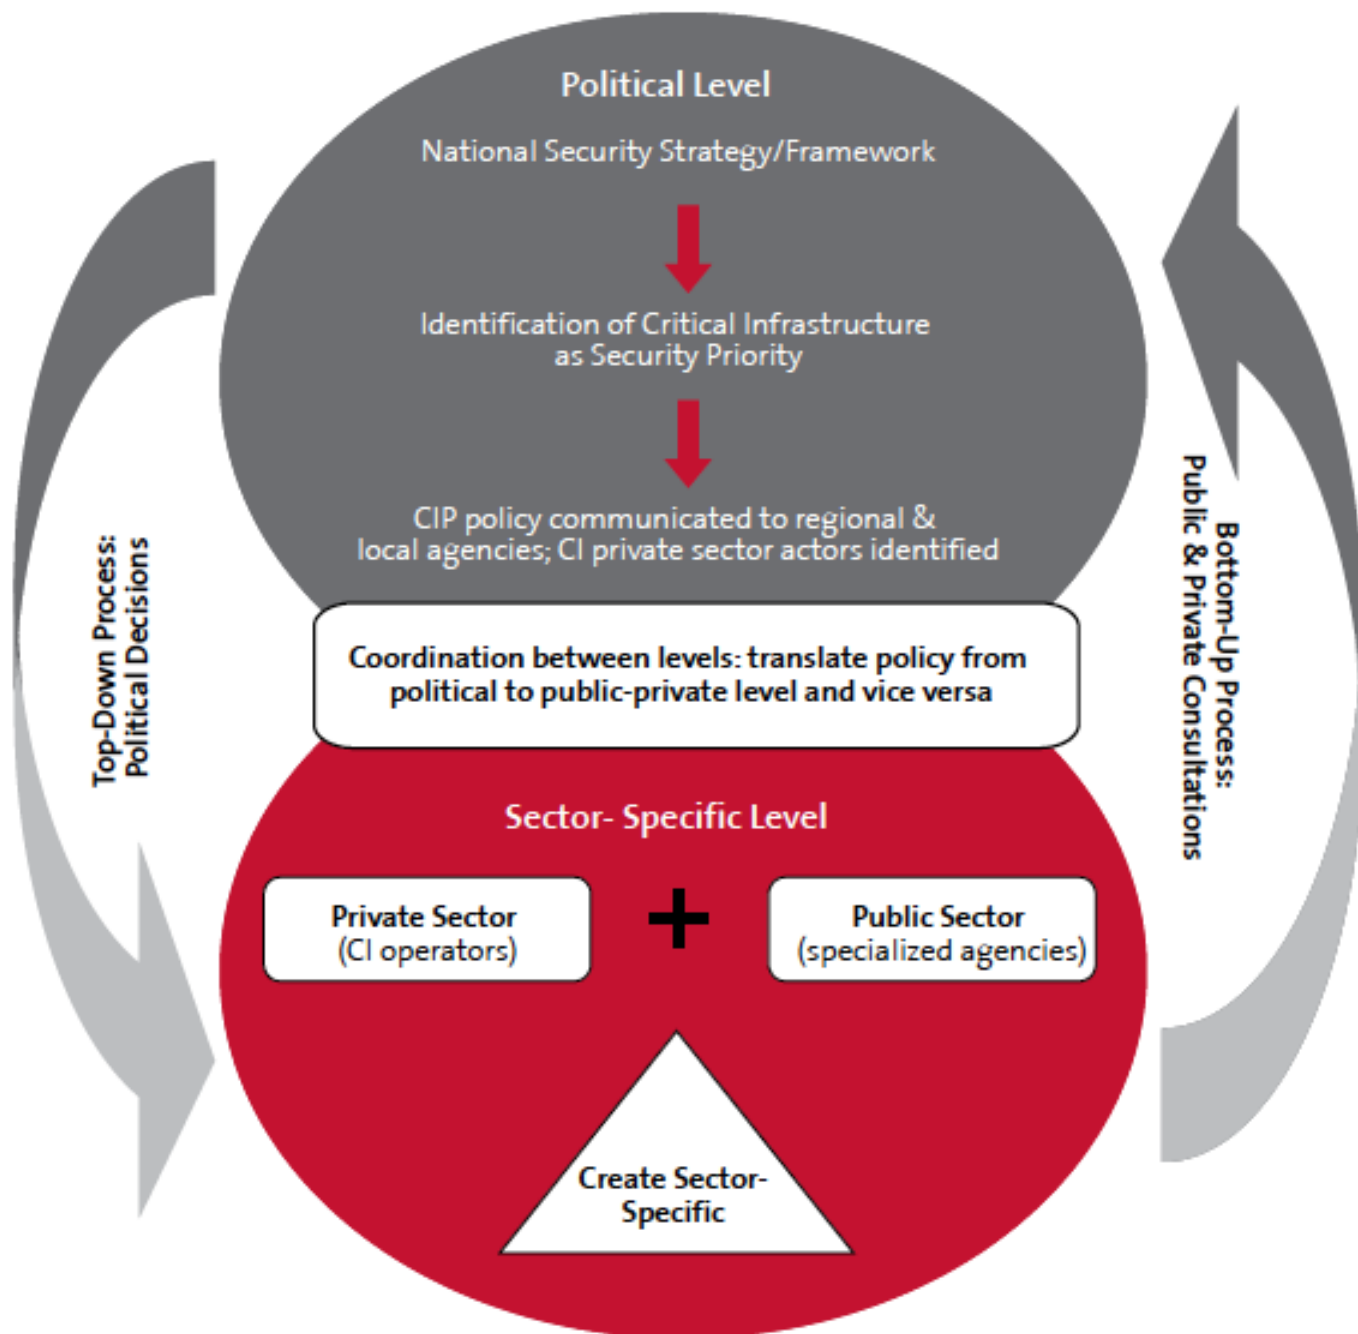 Political Level
National Security Strategy/Framework
Identification of Critical Infrastructure
as Security Priority
CIP policy communicated to regional &
local agencies; CI private sector actors identified
Top-Down Process:
Political Decisions
Bottom-Up Process:
Public & Private Consultations
Coordination between levels: translate policy from
political to public-private level and vice versa
Sector- Specific Level
Private Sector
(CI operators)
Public Sector
(specialized agencies)
Create Sector-
Specific